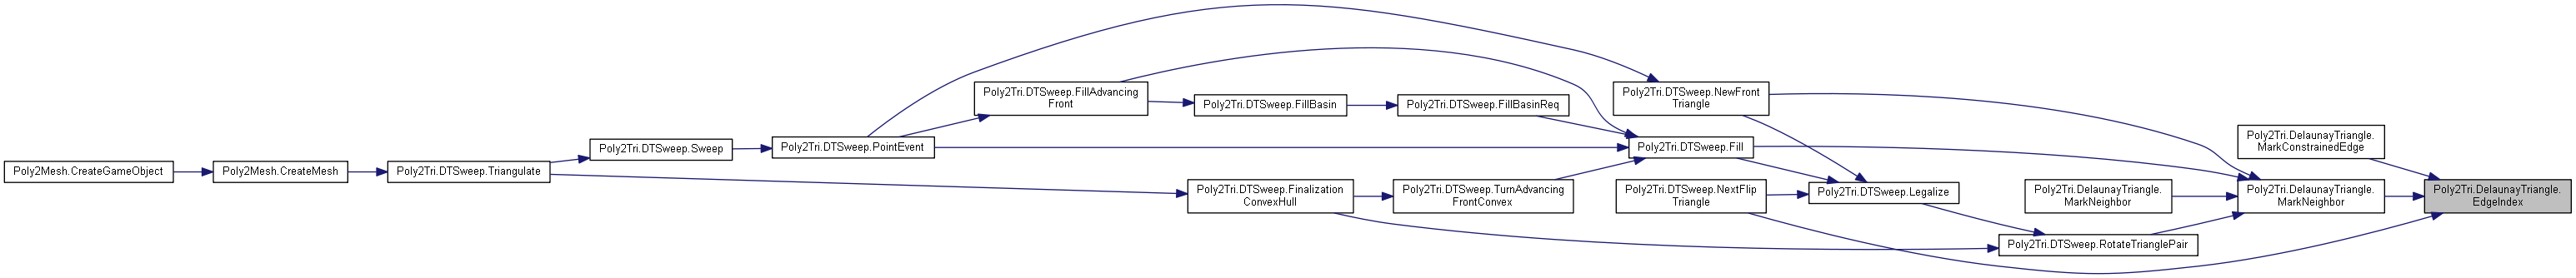 Poly2Mesh.CreateGameObject
Poly2Mesh.CreateMesh
Poly2Tri.DTSweep.Triangulate
Poly2Tri.DTSweep.Sweep
Poly2Tri.DTSweep.PointEvent
Poly2Tri.DTSweep.FillAdvancing
Front
Poly2Tri.DTSweep.FillBasin
Poly2Tri.DTSweep.FillBasinReq
Poly2Tri.DTSweep.Finalization
ConvexHull
Poly2Tri.DTSweep.TurnAdvancing
FrontConvex
Poly2Tri.DTSweep.NewFront
Triangle
Poly2Tri.DTSweep.Fill
Poly2Tri.DTSweep.NextFlip
Triangle
Poly2Tri.DTSweep.Legalize
Poly2Tri.DTSweep.RotateTrianglePair
Poly2Tri.DelaunayTriangle.
MarkNeighbor
Poly2Tri.DelaunayTriangle.
MarkConstrainedEdge
Poly2Tri.DelaunayTriangle.
MarkNeighbor
Poly2Tri.DelaunayTriangle.
EdgeIndex